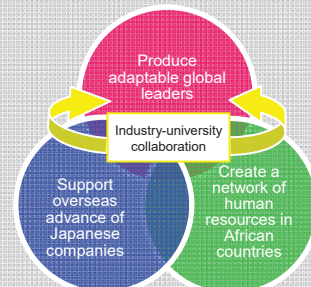 Produce
adaptable global
leaders
Industry-university
collaboration
Support
overseas
advance of
Japanese
companies
Create a
network of
human
resources in
African
countries